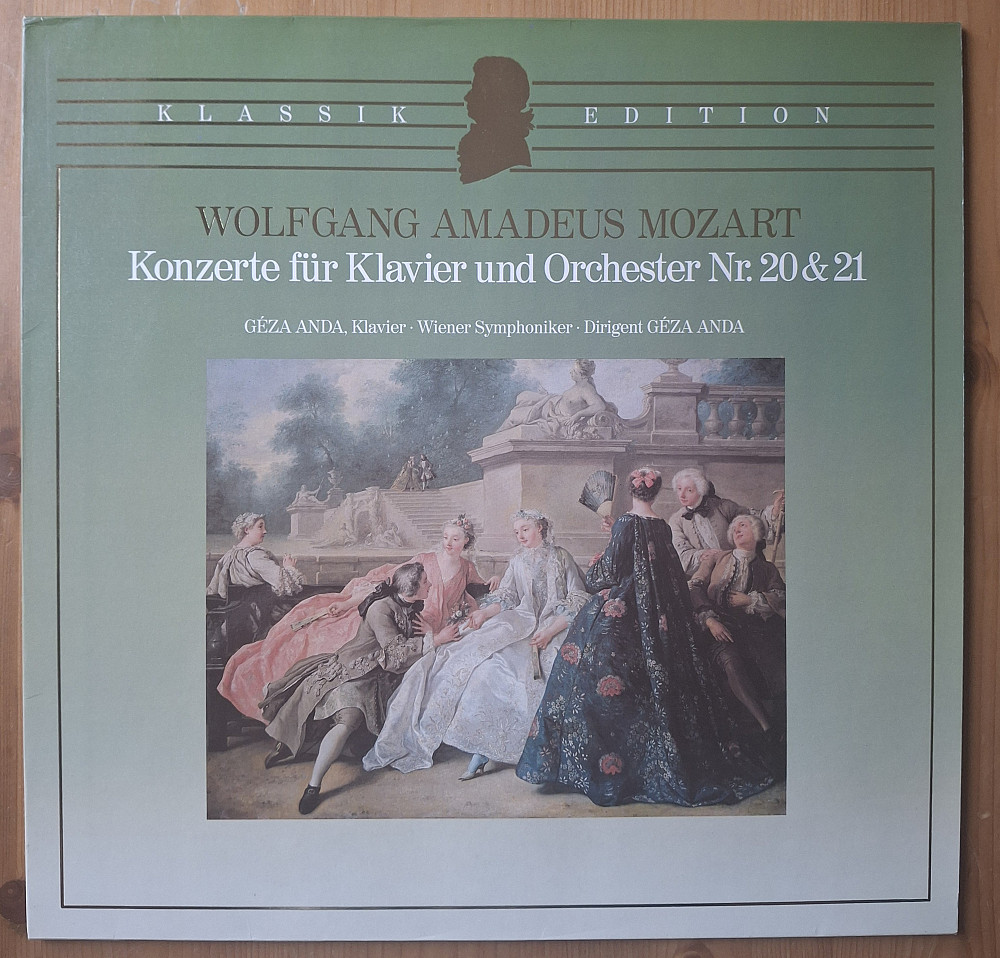 KLASSIK EDITION
WOLFGANG AMADEUS MOZART
Konzerte für Klavier und Orchester Nr. 20 & 21
GÉZA ANDA, Klavier · Wiener Symphoniker · Dirigent GÉZA ANDA